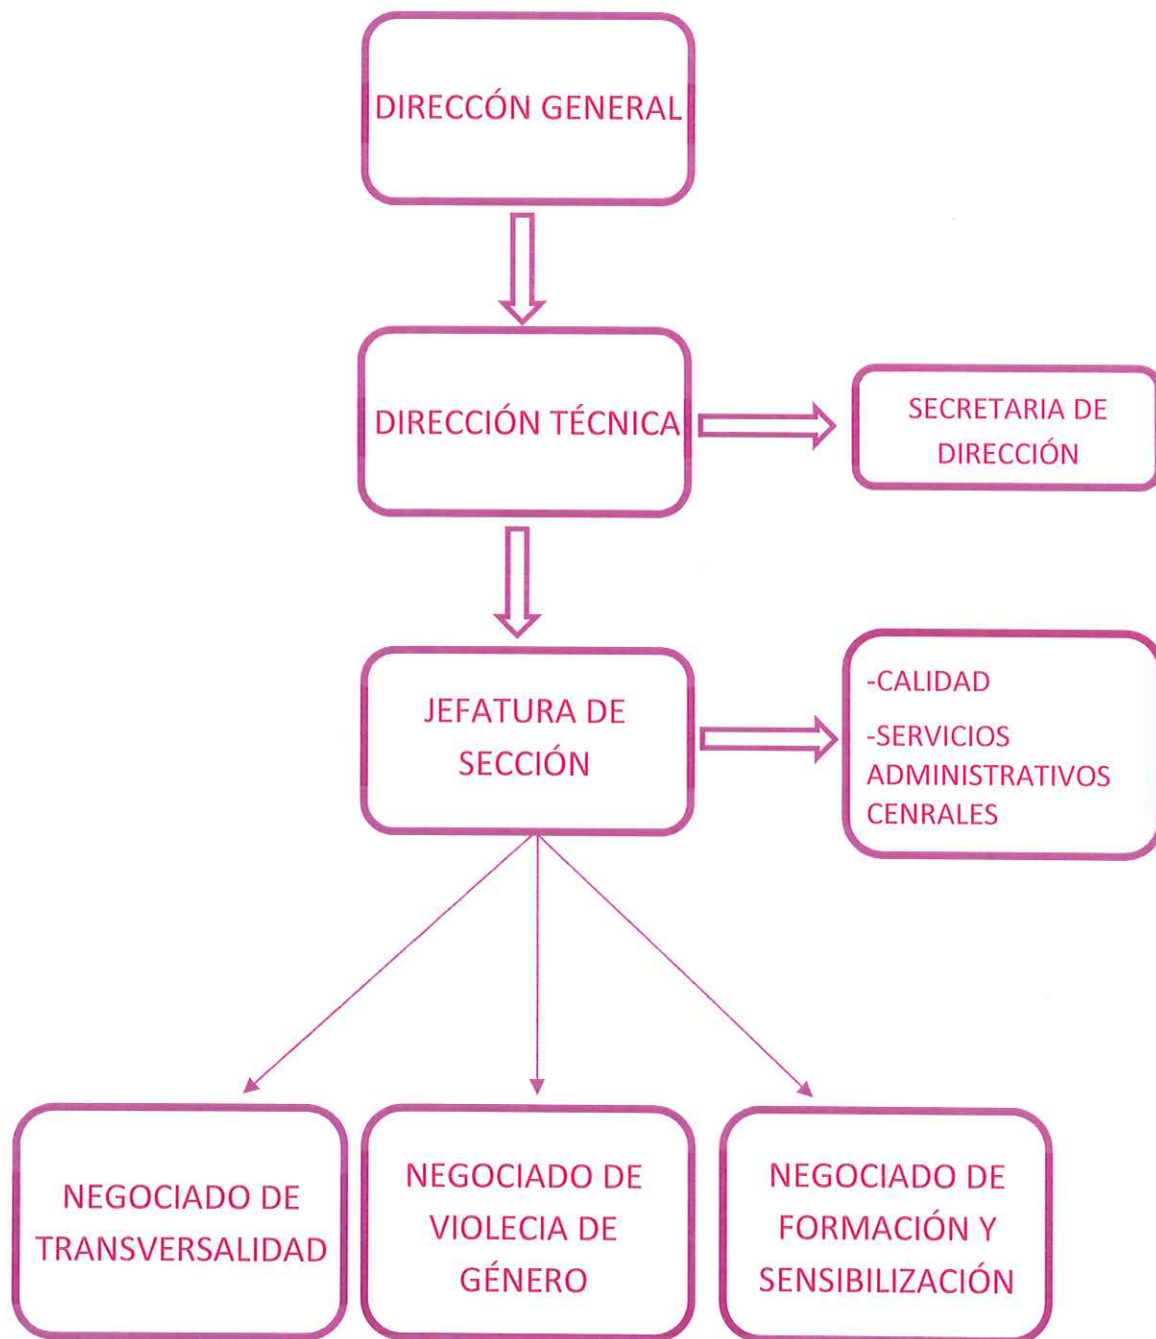 DIRECCÓN GENERAL
DIRECCIÓN TÉCNICA
SECRETARIA DE
DIRECCIÓN
JEFATURA DE
SECCIÓN
-CALIDAD
-SERVICIOS
ADMINISTRATIVOS
CENRALES
NEGOCIADO DE
TRANSVERSALIDAD
NEGOCIADO DE
VIOLECIA DE
GÉNERO
NEGOCIADO DE
FORMACIÓN Y
SENSIBILIZACIÓN